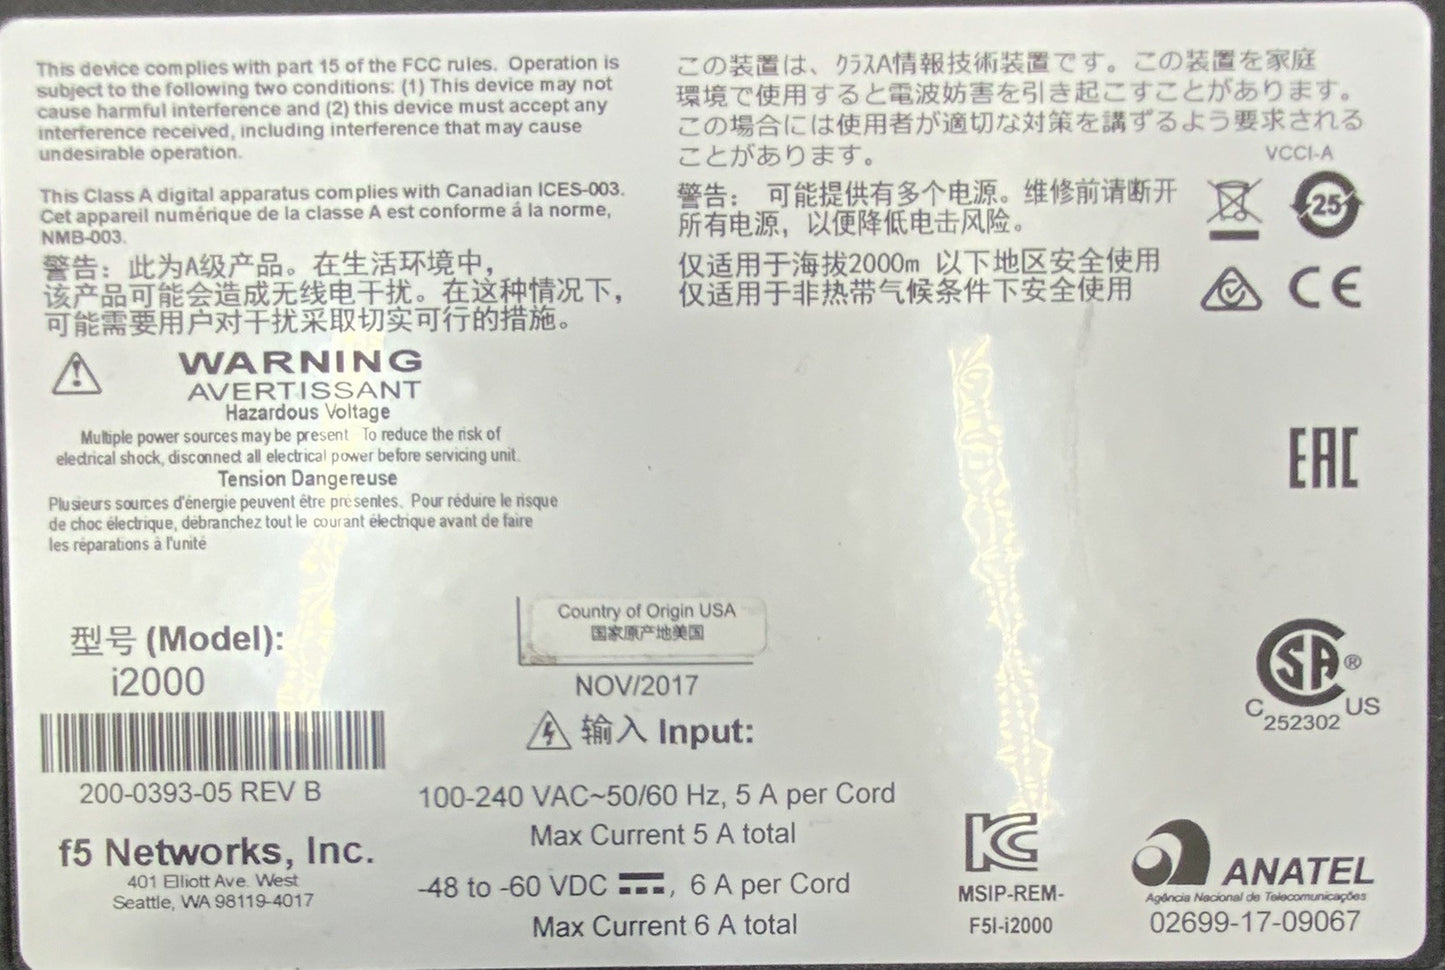 This device complies with part 15 of the FCC rules. Operation is
subject to the following two conditions: (1) This device may not
cause harmful interference and (2) this device must accept any
interference received, including interference that may cause
undesirable operation.
This Class A digital apparatus complies with Canadian ICES-003.
Cet appareil numérique de la classe A est conforme á la norme,
NMB-003.
警告：此为A级产品。在生活环境中，
该产品可能会造成无线电干扰。在这种情况下，
可能需要用户对干扰采取切实可行的措施。
WARNING
AVERTISSANT
Hazardous Voltage
Multiple power sources may be present To reduce the risk of
electrical shock, disconnect all electrical power before servicing unit.
Tension Dangereuse
Plusieurs sources d'énergie peuvent être présentes. Pour réduire le risque
de choc électrique, débranchez tout le courant électrique avant de faire
les réparations à l'unité
この装置は、クラスA情報技術装置です。この装置を家庭
環境で使用すると電波妨害を引き起こすことがあります。
この場合には使用者が適切な対策を講ずるよう要求される
ことがあります。
VCCI-A
警告： 可能提供有多个电源。维修前请断开
所有电源，以便降低电击风险。
仅适用于海拔2000m 以下地区安全使用
仅适用于非热带气候条件下安全使用
25
CE
EAC
型号 (Model):
i2000
200-0393-05 REV B
f5 Networks, Inc.
401 Elliott Ave. West
Seattle, WA 98119-4017
Country of Origin USA
国家原产地美国
NOV/2017
输入 Input:
100-240 VAC~50/60 Hz, 5 A per Cord
Max Current 5 A total
-48 to -60 VDC ⎓, 6 A per Cord
Max Current 6 A total
SA ®
C 252302 US
KC
MSIP-REM-
F5I-i2000
ANATEL
Agência Nacional de Telecomunicações
02699-17-09067